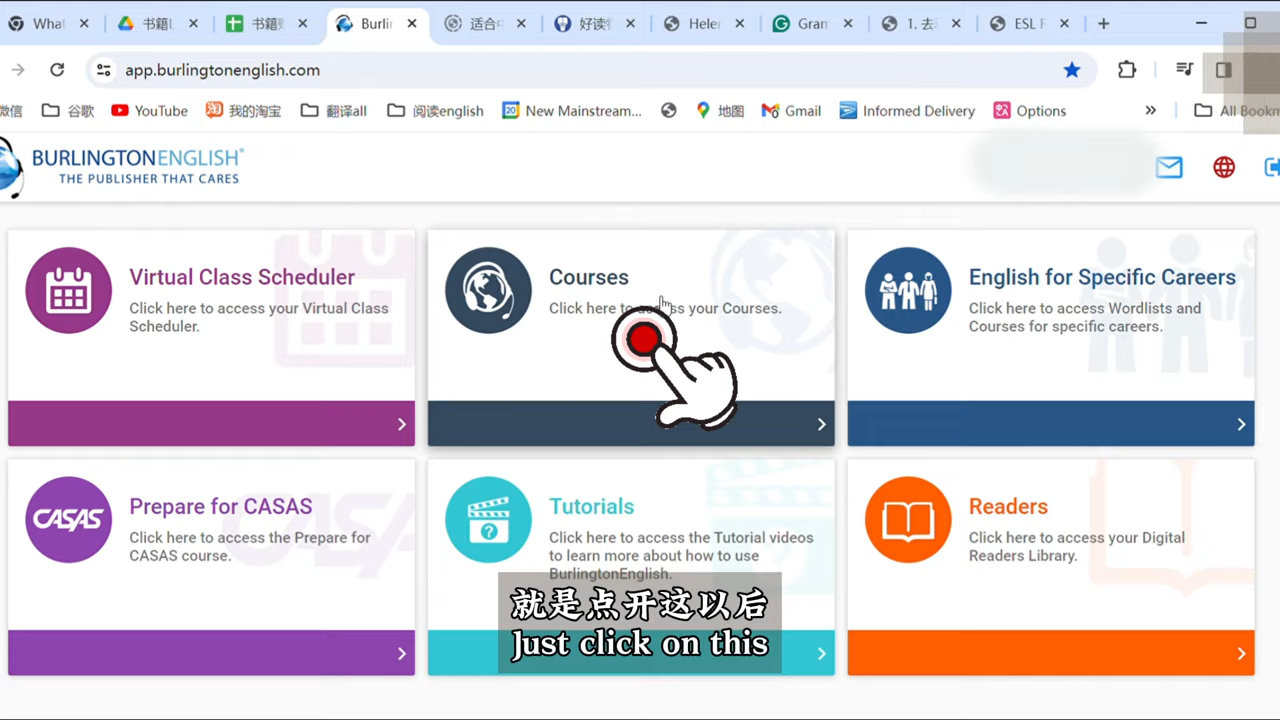 What
书籍L
书籍
Burlin
适合
好读
Heler
Gran
1. 去
ESL F
app.burlingtonenglish.com
微信
谷歌
YouTube
我的淘宝
翻译all
阅读english
New Mainstream...
地图
Gmail
Informed Delivery
Options
All Bookm
BURLINGTONENGLISH®
THE PUBLISHER THAT CARES
Virtual Class Scheduler
Click here to access your Virtual Class
Scheduler.
Courses
Click here to access your Courses.
English for Specific Careers
Click here to access Wordlists and
Courses for specific careers.
CASAS
Prepare for CASAS
Click here to access the Prepare for
CASAS course.
Tutorials
Click here to access the Tutorial videos
to learn more about how to use
BurlingtonEnglish.
Readers
Click here to access your Digital
Readers Library.
就是点开这以后
Just click on this